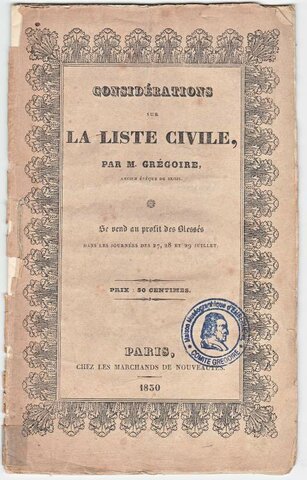 CONSIDÉRATIONS
SUR
LA LISTE CIVILE,
PAR M. GRÉGOIRE,
ANCIEN ÉVÊQUE DE BLOIS.
Se vend au profit des Blessés
DANS LES JOURNÉES DES 27, 28 ET 29 JUILLET.
PRIX : 50 CENTIMES.
PARIS,
CHEZ LES MARCHANDS DE NOUVEAUTÉS.
1830
COMITÉ GRÉGOIRE